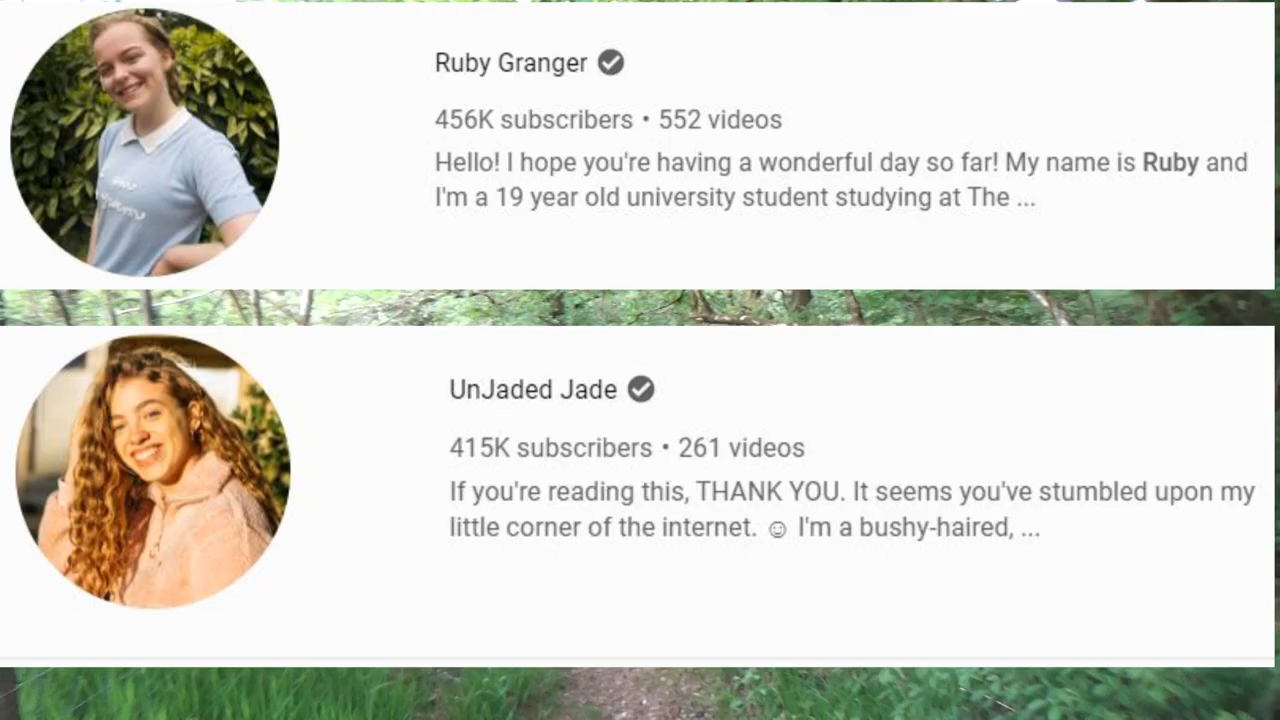 Ruby Granger
456K subscribers • 552 videos
Hello! I hope you're having a wonderful day so far! My name is Ruby and
I'm a 19 year old university student studying at The ...
UnJaded Jade
415K subscribers • 261 videos
If you're reading this, THANK YOU. It seems you've stumbled upon my
little corner of the internet. ☺ I'm a bushy-haired, ...